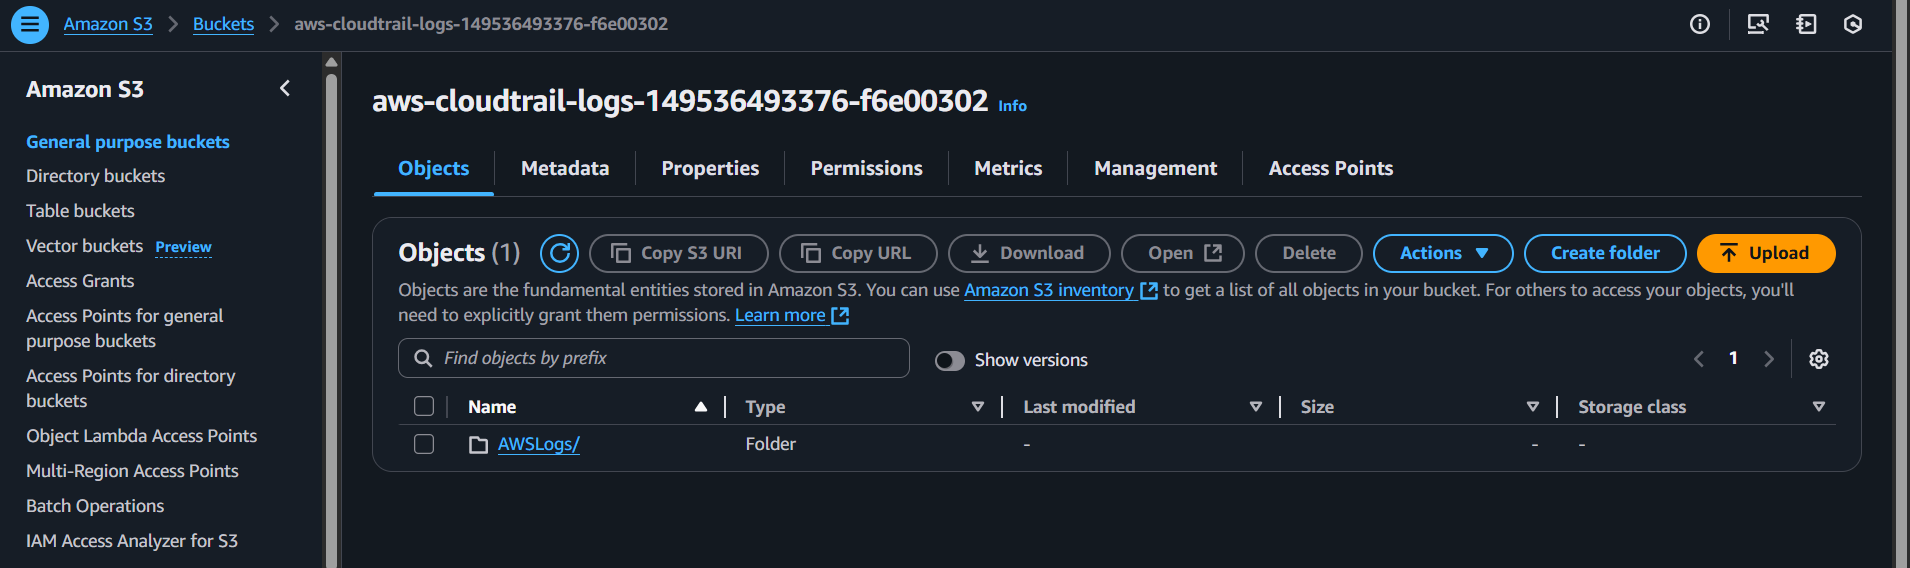 Amazon S3 > Buckets > aws-cloudtrail-logs-149536493376-f6e00302
Amazon S3
General purpose buckets
Directory buckets
Table buckets
Vector buckets Preview
Access Grants
Access Points for general
purpose buckets
Access Points for directory
buckets
Object Lambda Access Points
Multi-Region Access Points
Batch Operations
IAM Access Analyzer for S3
aws-cloudtrail-logs-149536493376-f6e00302 Info
Objects Metadata Properties Permissions Metrics Management Access Points
Objects (1) Copy S3 URI Copy URL Download Open Delete Actions Create folder Upload
Objects are the fundamental entities stored in Amazon S3. You can use Amazon S3 inventory to get a list of all objects in your bucket. For others to access your objects, you'll
need to explicitly grant them permissions. Learn more
Find objects by prefix Show versions 1
Name Type Last modified Size Storage class
AWSLogs/ Folder - - -